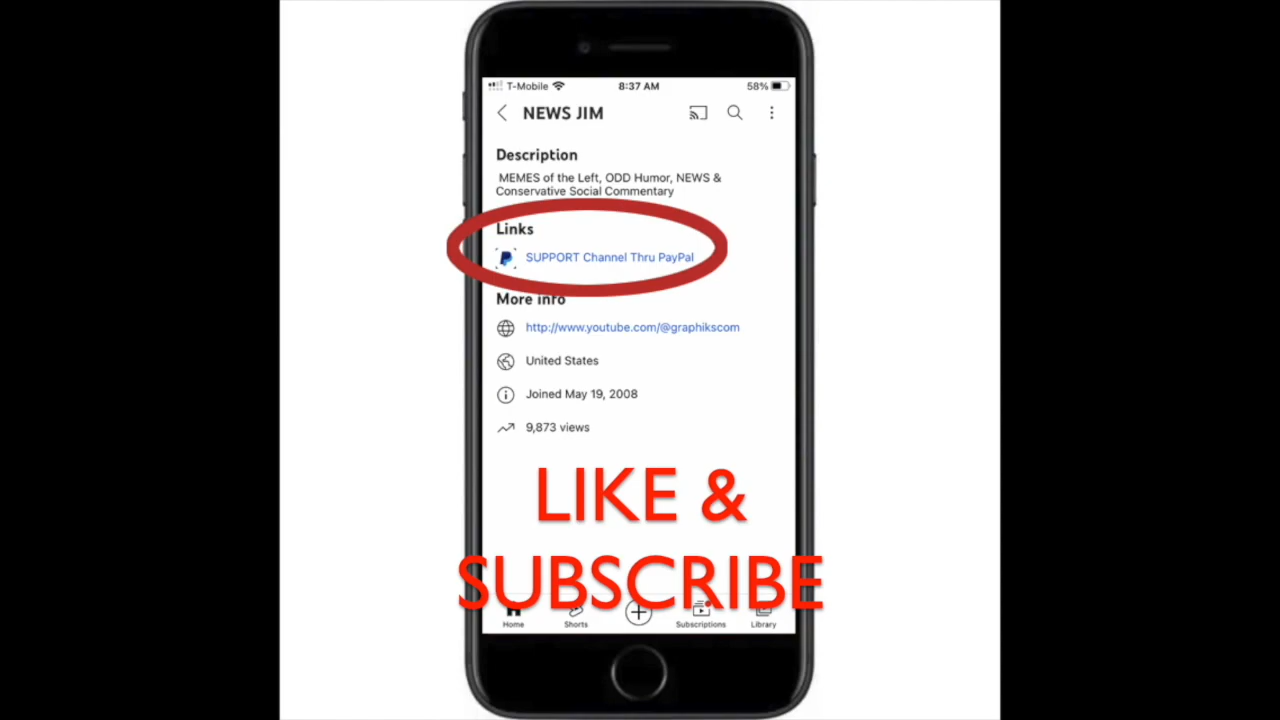 T-Mobile 8:37 AM 58%
NEWS JIM
Description
MEMES of the Left, ODD Humor, NEWS &
Conservative Social Commentary
Links
SUPPORT Channel Thru PayPal
More info
http://www.youtube.com/@graphikscom
United States
Joined May 19, 2008
9,873 views
LIKE &
SUBSCRIBE
Home Shorts Subscriptions Library